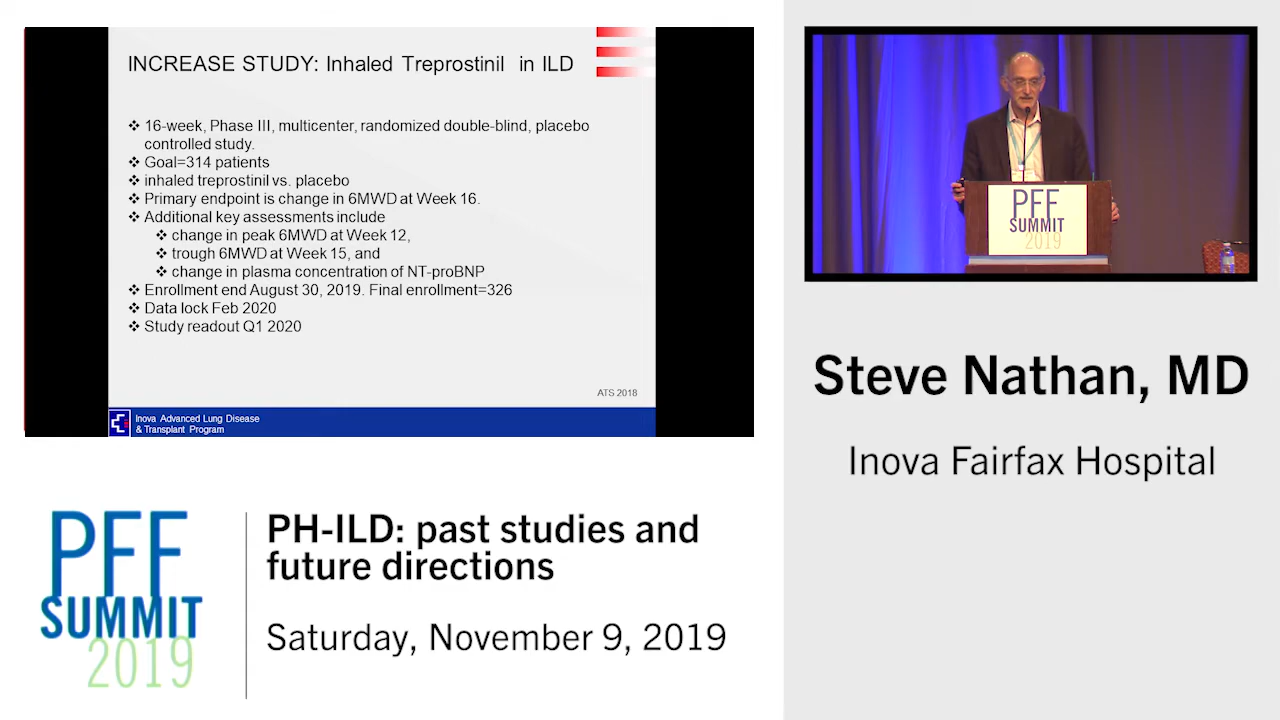 INCREASE STUDY: Inhaled Treprostinil in ILD
❖ 16-week, Phase III, multicenter, randomized double-blind, placebo
controlled study.
❖ Goal=314 patients
❖ inhaled treprostinil vs. placebo
❖ Primary endpoint is change in 6MWD at Week 16.
❖ Additional key assessments include
❖ change in peak 6MWD at Week 12,
❖ trough 6MWD at Week 15, and
❖ change in plasma concentration of NT-proBNP
❖ Enrollment end August 30, 2019. Final enrollment=326
❖ Data lock Feb 2020
❖ Study readout Q1 2020
ATS 2018
Inova Advanced Lung Disease
& Transplant Program
PFF
SUMMIT
2019
Steve Nathan, MD
Inova Fairfax Hospital
PFF
SUMMIT
2019
PH-ILD: past studies and
future directions
Saturday, November 9, 2019